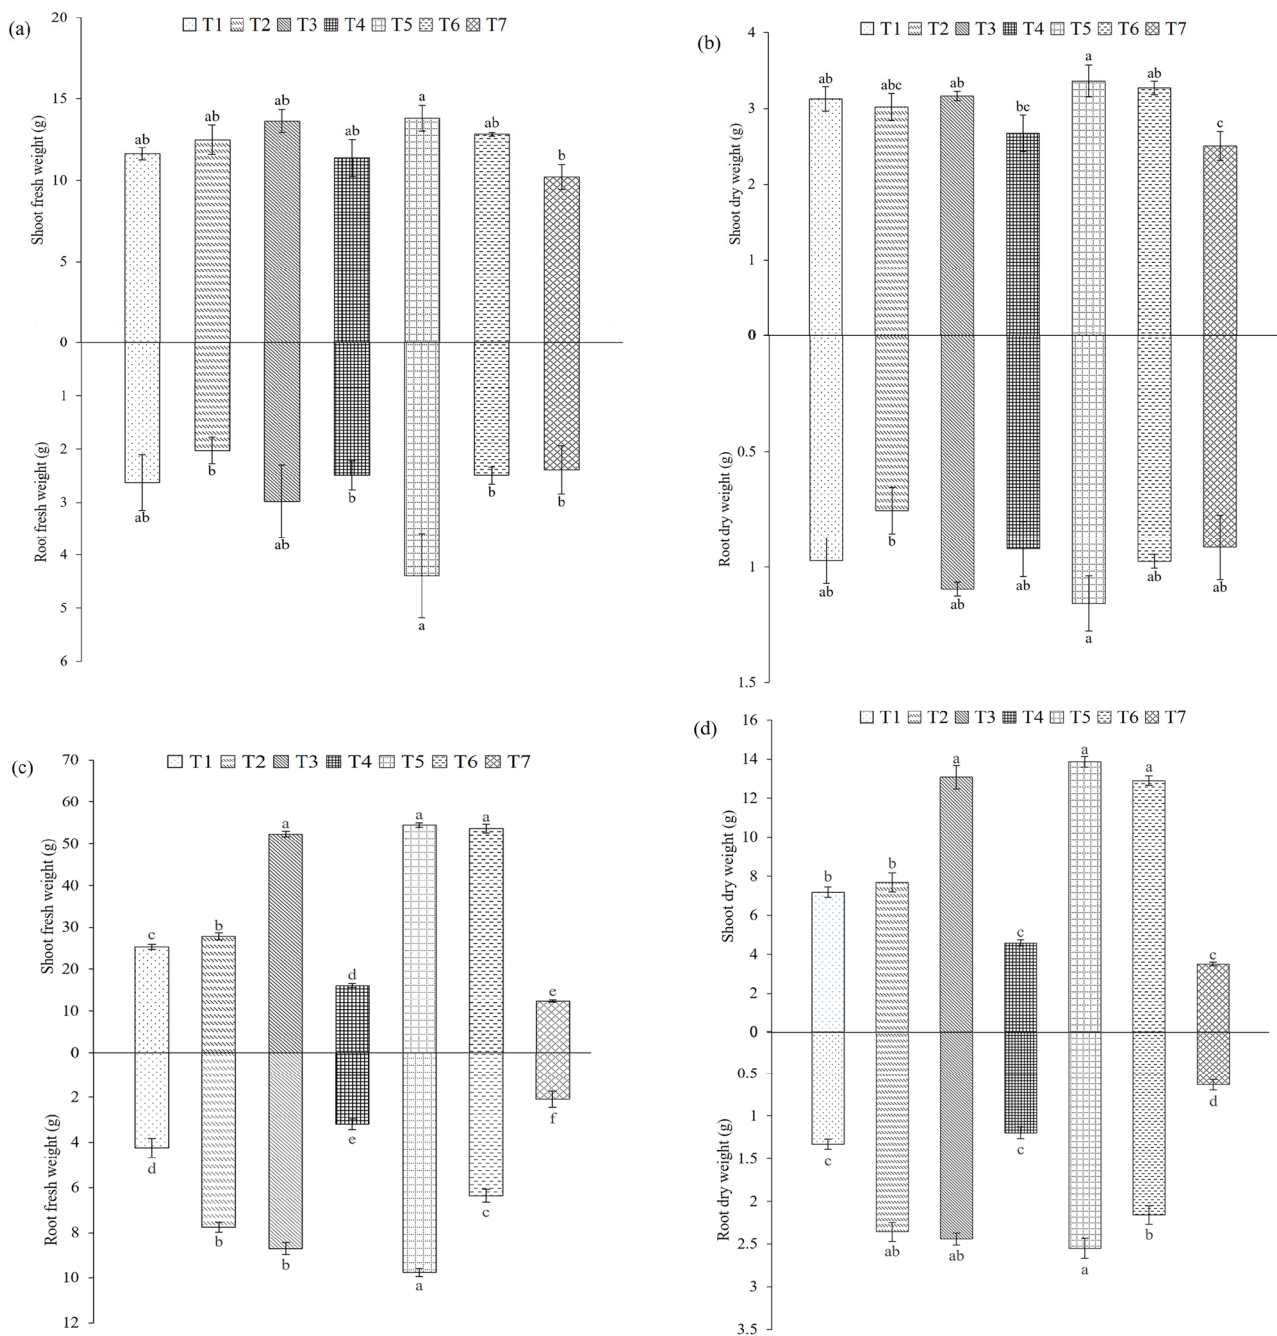 (a)
T1 T2 T3 T4 T5 T6 T7
20
15
10
5
0
1
2
3
4
5
6
Shoot fresh weight (g)
Root fresh weight (g)
ab ab ab ab a ab b
ab b ab b a b b
(b)
T1 T2 T3 T4 T5 T6 T7
4
3
2
1
0
0.5
1
1.5
Shoot dry weight (g)
Root dry weight (g)
ab abc ab bc a ab c
ab b ab ab a ab ab
(c)
T1 T2 T3 T4 T5 T6 T7
70
60
50
40
30
20
10
0
2
4
6
8
10
12
Shoot fresh weight (g)
Root fresh weight (g)
c b a d a a e
d b b e a c f
(d)
T1 T2 T3 T4 T5 T6 T7
16
14
12
10
8
6
4
2
0
0.5
1
1.5
2
2.5
3
3.5
Shoot dry weight (g)
Root dry weight (g)
b b a c a a c
c ab ab c a b d